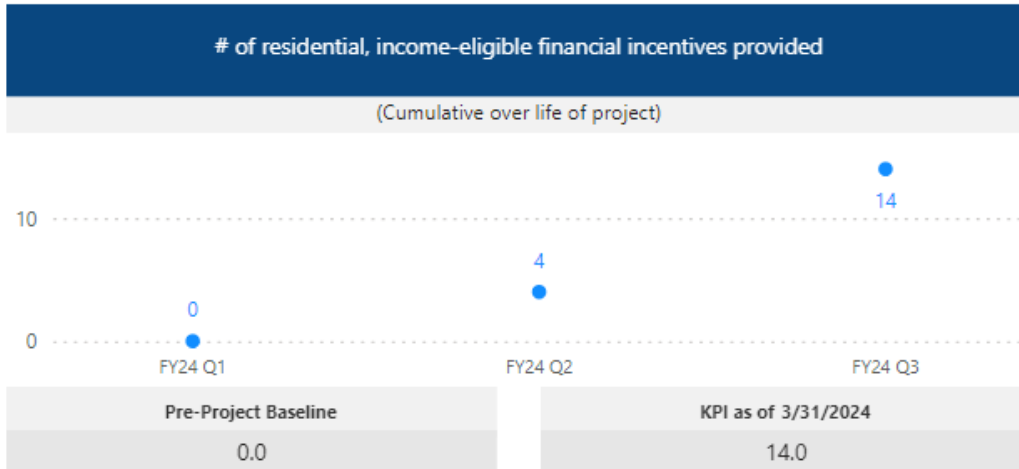 # of residential, income-eligible financial incentives provided
(Cumulative over life of project)
14
10
4
0
0
FY24 Q1 FY24 Q2 FY24 Q3
Pre-Project Baseline KPI as of 3/31/2024
0.0 14.0